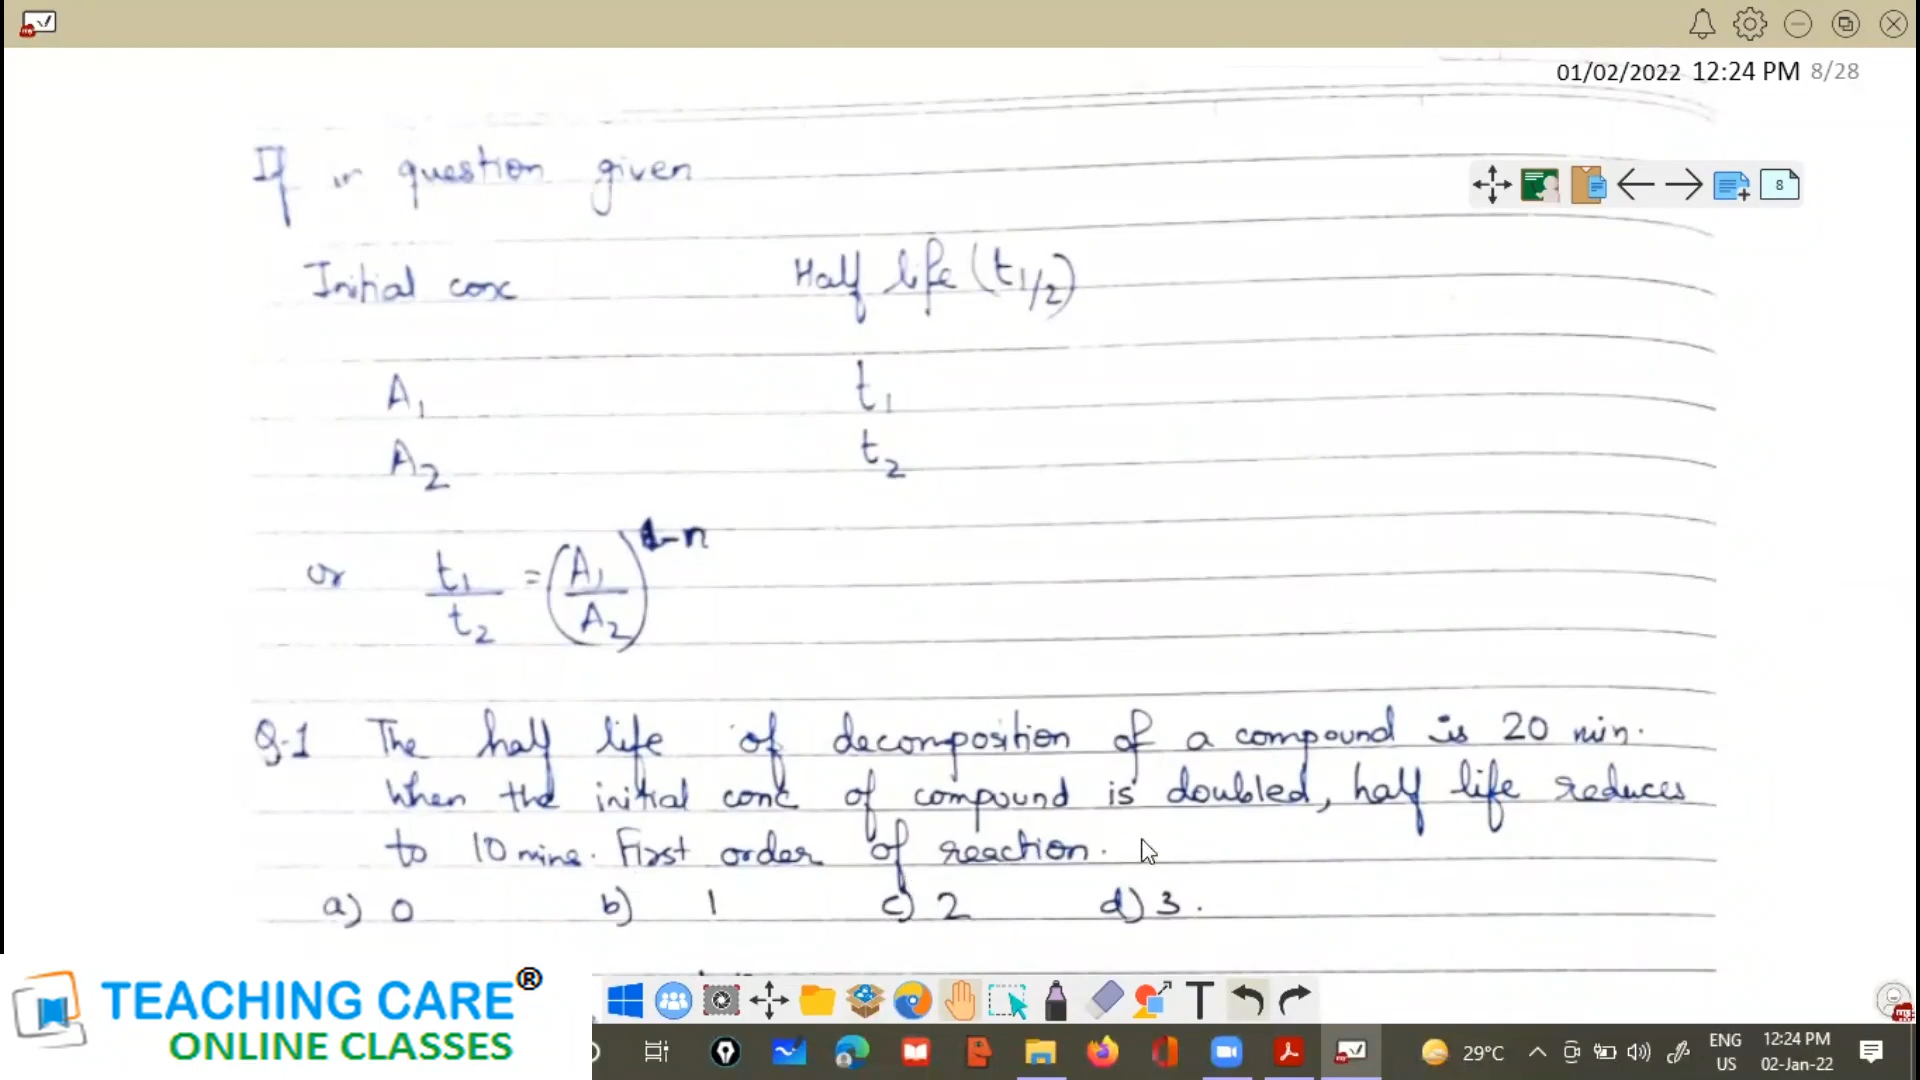 01/02/2022 12:24 PM 8/28
If in question given
8
Initial conc Half life (t1/2)
A1 t1
A2 t2
or t1/t2 = (A1/A2)^1-n
Q-1 The half life of decomposition of a compound is 20 min.
When the initial conc of compound is doubled, half life reduces
to 10 mins. First order of reaction.
a) 0 b) 1 c) 2 d) 3.
TEACHING CARE®
ONLINE CLASSES
T
29°C
ENG
US
12:24 PM
02-Jan-22